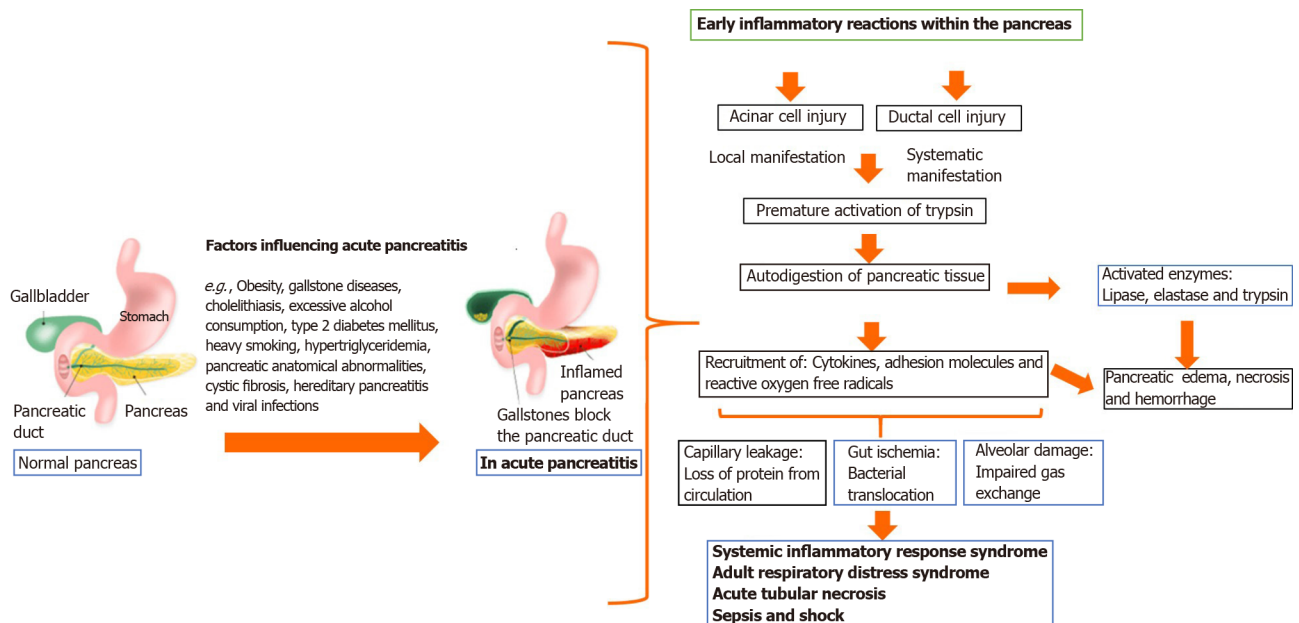 Early inflammatory reactions within the pancreas
Acinar cell injury
Ductal cell injury
Local manifestation
Systematic
manifestation
Premature activation of trypsin
Autodigestion of pancreatic tissue
Activated enzymes:
Lipase, elastase and trypsin
Recruitment of: Cytokines, adhesion molecules and
reactive oxygen free radicals
Pancreatic edema, necrosis
and hemorrhage
Capillary leakage:
Loss of protein from
circulation
Gut ischemia:
Bacterial
translocation
Alveolar damage:
Impaired gas
exchange
Systemic inflammatory response syndrome
Adult respiratory distress syndrome
Acute tubular necrosis
Sepsis and shock
Factors influencing acute pancreatitis
e.g., Obesity, gallstone diseases,
cholelithiasis, excessive alcohol
consumption, type 2 diabetes mellitus,
heavy smoking, hypertriglyceridemia,
pancreatic anatomical abnormalities,
cystic fibrosis, hereditary pancreatitis
and viral infections
Gallbladder
Stomach
Pancreatic
duct
Pancreas
Normal pancreas
Inflamed
pancreas
Gallstones block
the pancreatic duct
In acute pancreatitis